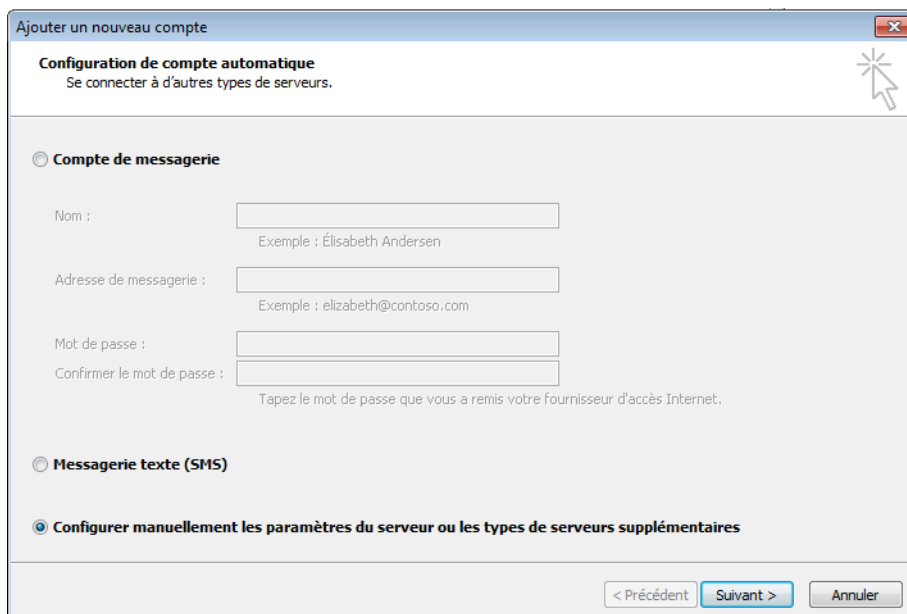 Ajouter un nouveau compte
Configuration de compte automatique
Se connecter à d'autres types de serveurs.
Compte de messagerie
Nom :
Exemple : Élisabeth Andersen
Adresse de messagerie :
Exemple : elizabeth@contoso.com
Mot de passe :
Confirmer le mot de passe :
Tapez le mot de passe que vous a remis votre fournisseur d'accès Internet.
Messagerie texte (SMS)
Configurer manuellement les paramètres du serveur ou les types de serveurs supplémentaires
< Précédent Suivant > Annuler